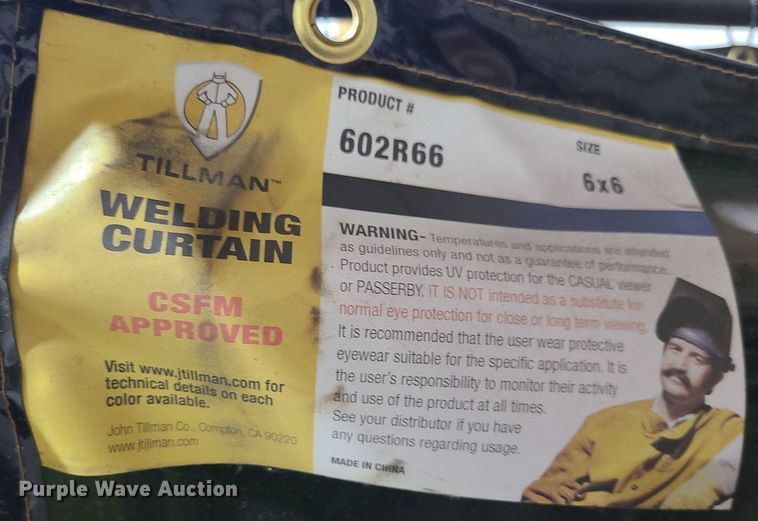 TILLMAN™
WELDING
CURTAIN
CSFM
APPROVED
Visit www.jtillman.com for
technical details on each
color available.
John Tillman Co., Compton, CA 90220
www.jtillman.com
PRODUCT #
602R66
SIZE
6x6
WARNING- Temperatures and applications are intended
as guidelines only and not as a guarantee of performance.
Product provides UV protection for the CASUAL viewer
or PASSERBY. IT IS NOT intended as a substitute for
normal eye protection for close or long term viewing.
It is recommended that the user wear protective
eyewear suitable for the specific application. It is
the user's responsibility to monitor their activity
and use of the product at all times.
See your distributor if you have
any questions regarding usage.
MADE IN CHINA
Purple Wave Auction